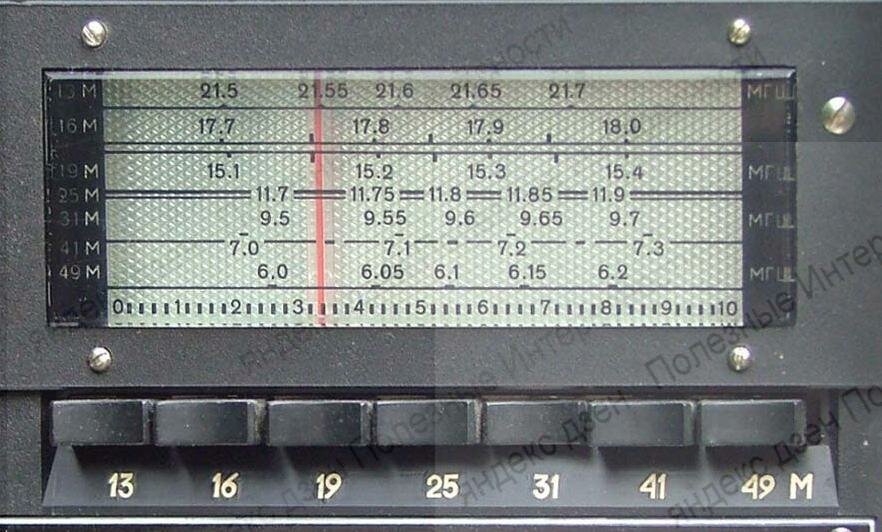 13 М 21.5 21.55 21.6 21.65 21.7 МГЦ
16 М 17.7 17.8 17.9 18.0
19 М 15.1 15.2 15.3 15.4 МГЦ
25 М 11.7 11.75 11.8 11.85 11.9
31 М 9.5 9.55 9.6 9.65 9.7 МГЦ
41 М 7.0 7.1 7.2 7.3
49 М 6.0 6.05 6.1 6.15 6.2 МГЦ
0 1 2 3 4 5 6 7 8 9 10
13 16 19 25 31 41 49 М
яндекс дзен Полезные Интер